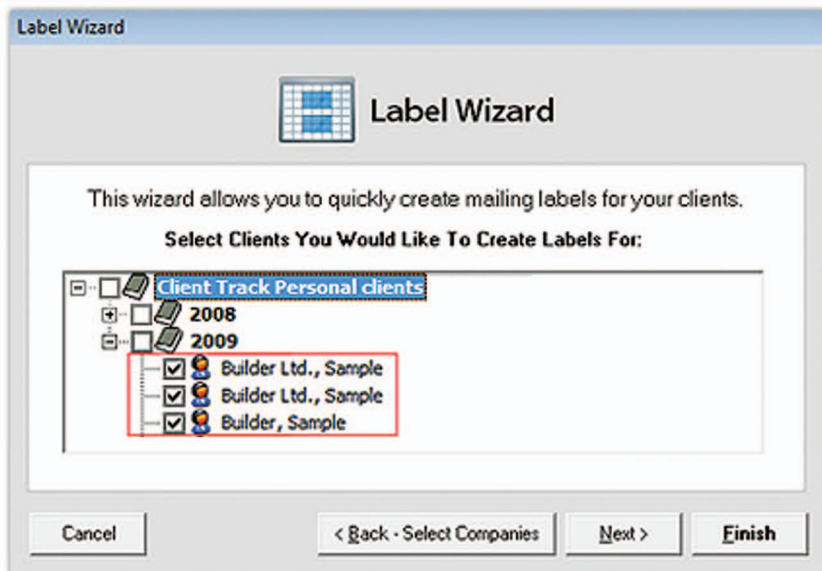 Label Wizard
Label Wizard
This wizard allows you to quickly create mailing labels for your clients.
Select Clients You Would Like To Create Labels For:
Client Track Personal clients
2008
2009
Builder Ltd., Sample
Builder Ltd., Sample
Builder, Sample
Cancel < Back - Select Companies Next > Finish